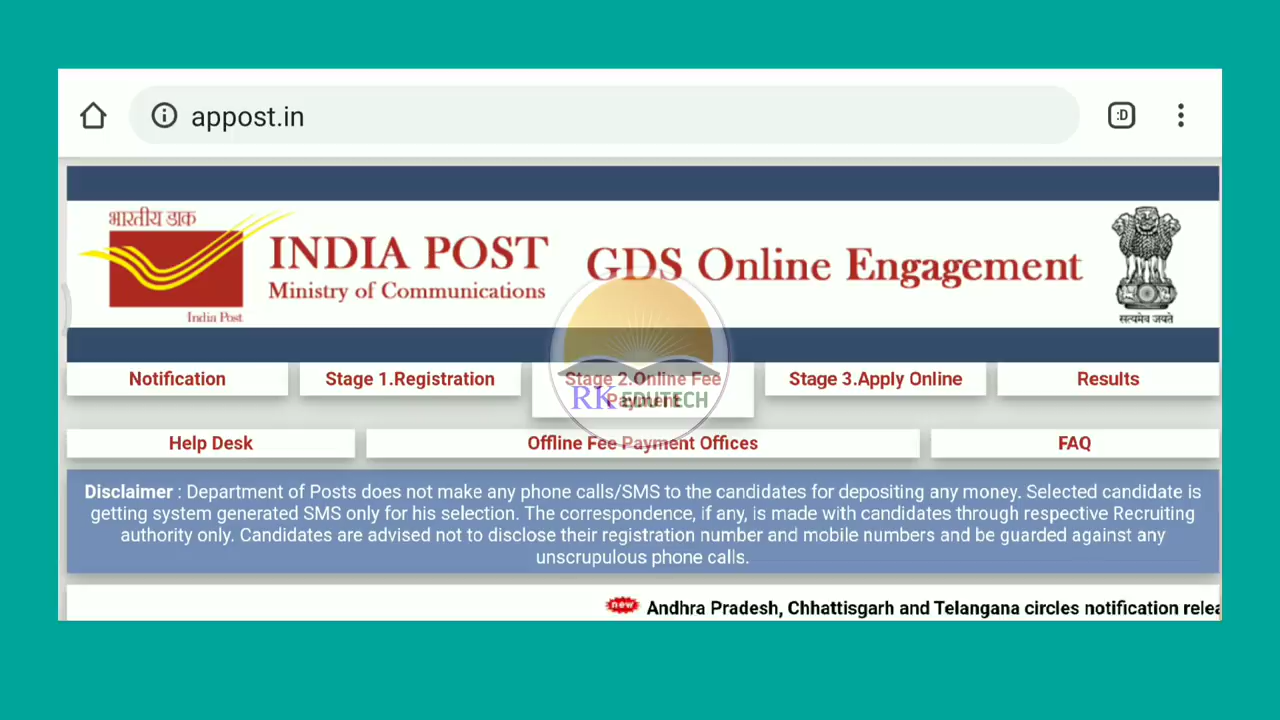 appost.in
:D
भारतीय डाक
India Post
INDIA POST
Ministry of Communications
GDS Online Engagement
सत्यमेव जयते
Notification
Stage 1.Registration
Stage 2.Online Fee
Payment
Stage 3.Apply Online
Results
RK EDUTECH
Help Desk
Offline Fee Payment Offices
FAQ
Disclaimer : Department of Posts does not make any phone calls/SMS to the candidates for depositing any money. Selected candidate is
getting system generated SMS only for his selection. The correspondence, if any, is made with candidates through respective Recruiting
authority only. Candidates are advised not to disclose their registration number and mobile numbers and be guarded against any
unscrupulous phone calls.
new Andhra Pradesh, Chhattisgarh and Telangana circles notification relea